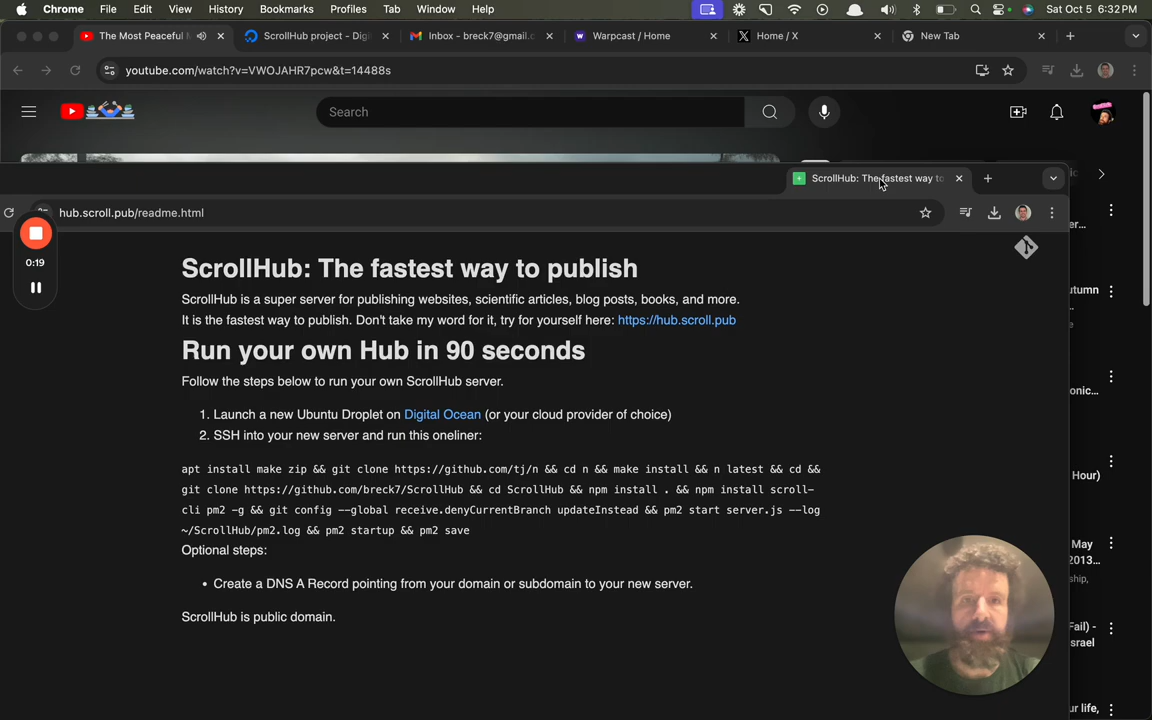 Chrome File Edit View History Bookmarks Profiles Tab Window Help Sat Oct 5 6:32 PM
The Most Peaceful ScrollHub project - Digi Inbox - breck7@gmail.c Warpcast / Home Home / X New Tab
youtube.com/watch?v=VWOJAHR7pcw&t=14488s
Search
ScrollHub: The fastest way to
hub.scroll.pub/readme.html
0:19
ScrollHub: The fastest way to publish
ScrollHub is a super server for publishing websites, scientific articles, blog posts, books, and more.
It is the fastest way to publish. Don't take my word for it, try for yourself here: https://hub.scroll.pub
Run your own Hub in 90 seconds
Follow the steps below to run your own ScrollHub server.
1. Launch a new Ubuntu Droplet on Digital Ocean (or your cloud provider of choice)
2. SSH into your new server and run this oneliner:
apt install make zip && git clone https://github.com/tj/n && cd n && make install && n latest && cd &&
git clone https://github.com/breck7/ScrollHub && cd ScrollHub && npm install . && npm install scroll-
cli pm2 -g && git config --global receive.denyCurrentBranch updateInstead && pm2 start server.js --log
~/ScrollHub/pm2.log && pm2 startup && pm2 save
Optional steps:
• Create a DNS A Record pointing from your domain or subdomain to your new server.
ScrollHub is public domain.
er...
utumn
onic...
Hour)
May
2013...
ship,
Fail) -
srael
ur life,